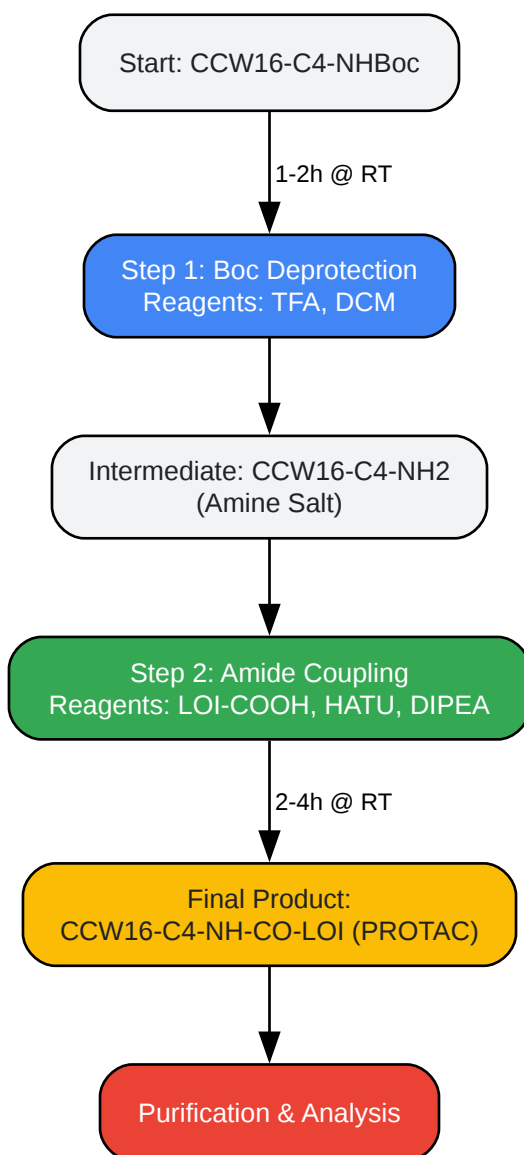 Start: CCW16-C4-NHBoc
1-2h @ RT
Step 1: Boc Deprotection
Reagents: TFA, DCM
Intermediate: CCW16-C4-NH2
(Amine Salt)
Step 2: Amide Coupling
Reagents: LOI-COOH, HATU, DIPEA
2-4h @ RT
Final Product:
CCW16-C4-NH-CO-LOI (PROTAC)
Purification & Analysis